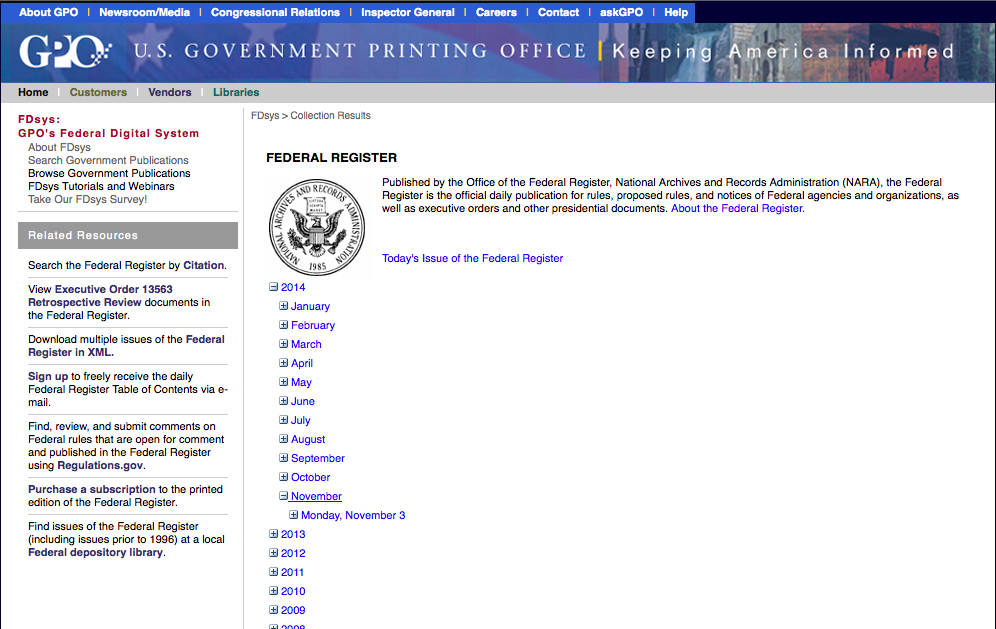 About GPO | Newsroom/Media | Congressional Relations | Inspector General | Careers | Contact | askGPO | Help
GPO U.S. GOVERNMENT PRINTING OFFICE | Keeping America Informed
Home | Customers | Vendors | Libraries
FDsys:
GPO's Federal Digital System
About FDsys
Search Government Publications
Browse Government Publications
FDsys Tutorials and Webinars
Take Our FDsys Survey!
Related Resources
Search the Federal Register by Citation.
View Executive Order 13563
Retrospective Review documents in
the Federal Register.
Download multiple issues of the Federal
Register in XML.
Sign up to freely receive the daily
Federal Register Table of Contents via e-
mail.
Find, review, and submit comments on
Federal rules that are open for comment
and published in the Federal Register
using Regulations.gov.
Purchase a subscription to the printed
edition of the Federal Register.
Find issues of the Federal Register
(including issues prior to 1996) at a local
Federal depository library.
FDsys > Collection Results
FEDERAL REGISTER
NATIONAL ARCHIVES AND RECORDS ADMINISTRATION
LITTERA
SCRIPTA
MANET
1985
Published by the Office of the Federal Register, National Archives and Records Administration (NARA), the Federal
Register is the official daily publication for rules, proposed rules, and notices of Federal agencies and organizations, as
well as executive orders and other presidential documents. About the Federal Register.
Today's Issue of the Federal Register
2014
January
February
March
April
May
June
July
August
September
October
November
Monday, November 3
2013
2012
2011
2010
2009
2008